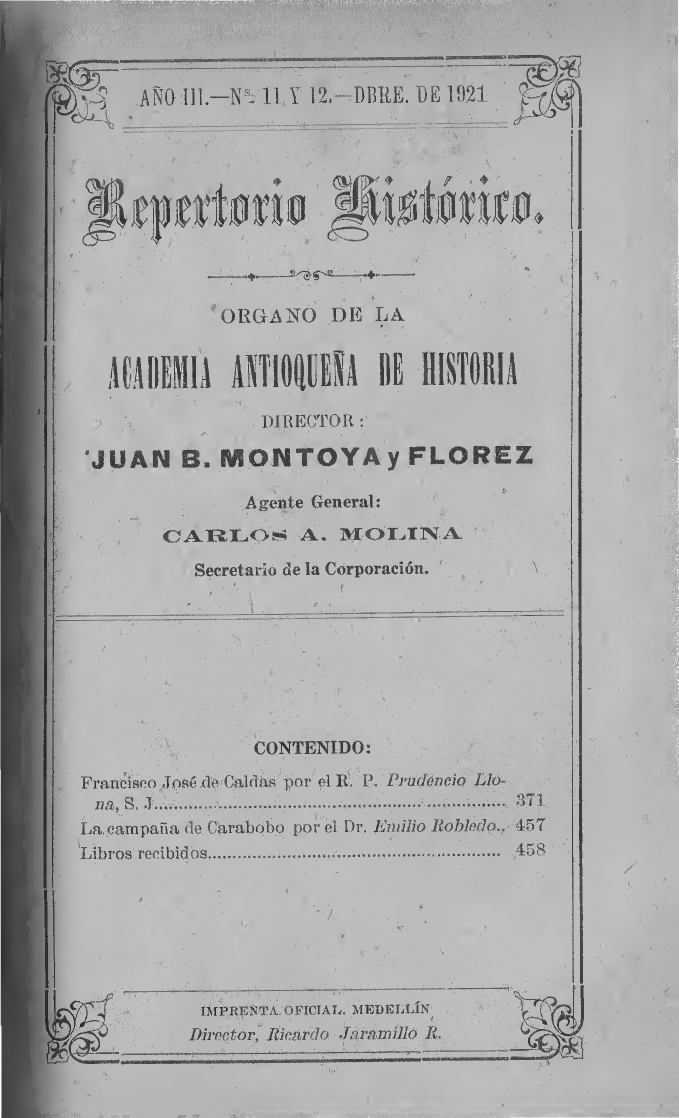 AÑO III.—Nˢ. 11 Y 12.—DBRE. DE 1921
Repertorio Histórico.
ORGANO DE LA
ACADEMIA ANTIOQUEÑA DE HISTORIA
DIRECTOR:
JUAN B. MONTOYA y FLOREZ
Agente General:
CARLOS A. MOLINA
Secretario de la Corporación.
CONTENIDO:
Francisco José de Caldas por el R. P. Prudencio Llo-
na, S. J. .................................................................... 371
La campaña de Carabobo por el Dr. Emilio Robledo.. 457
Libros recibidos............................................................ 458
IMPRENTA OFICIAL. MEDELLÍN
Director, Ricardo Jaramillo R.